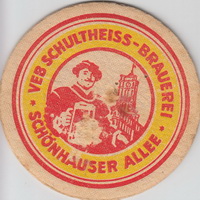 VEB SCHULTHEISS-BRAUEREI
SCHÖNHAUSER ALLEE